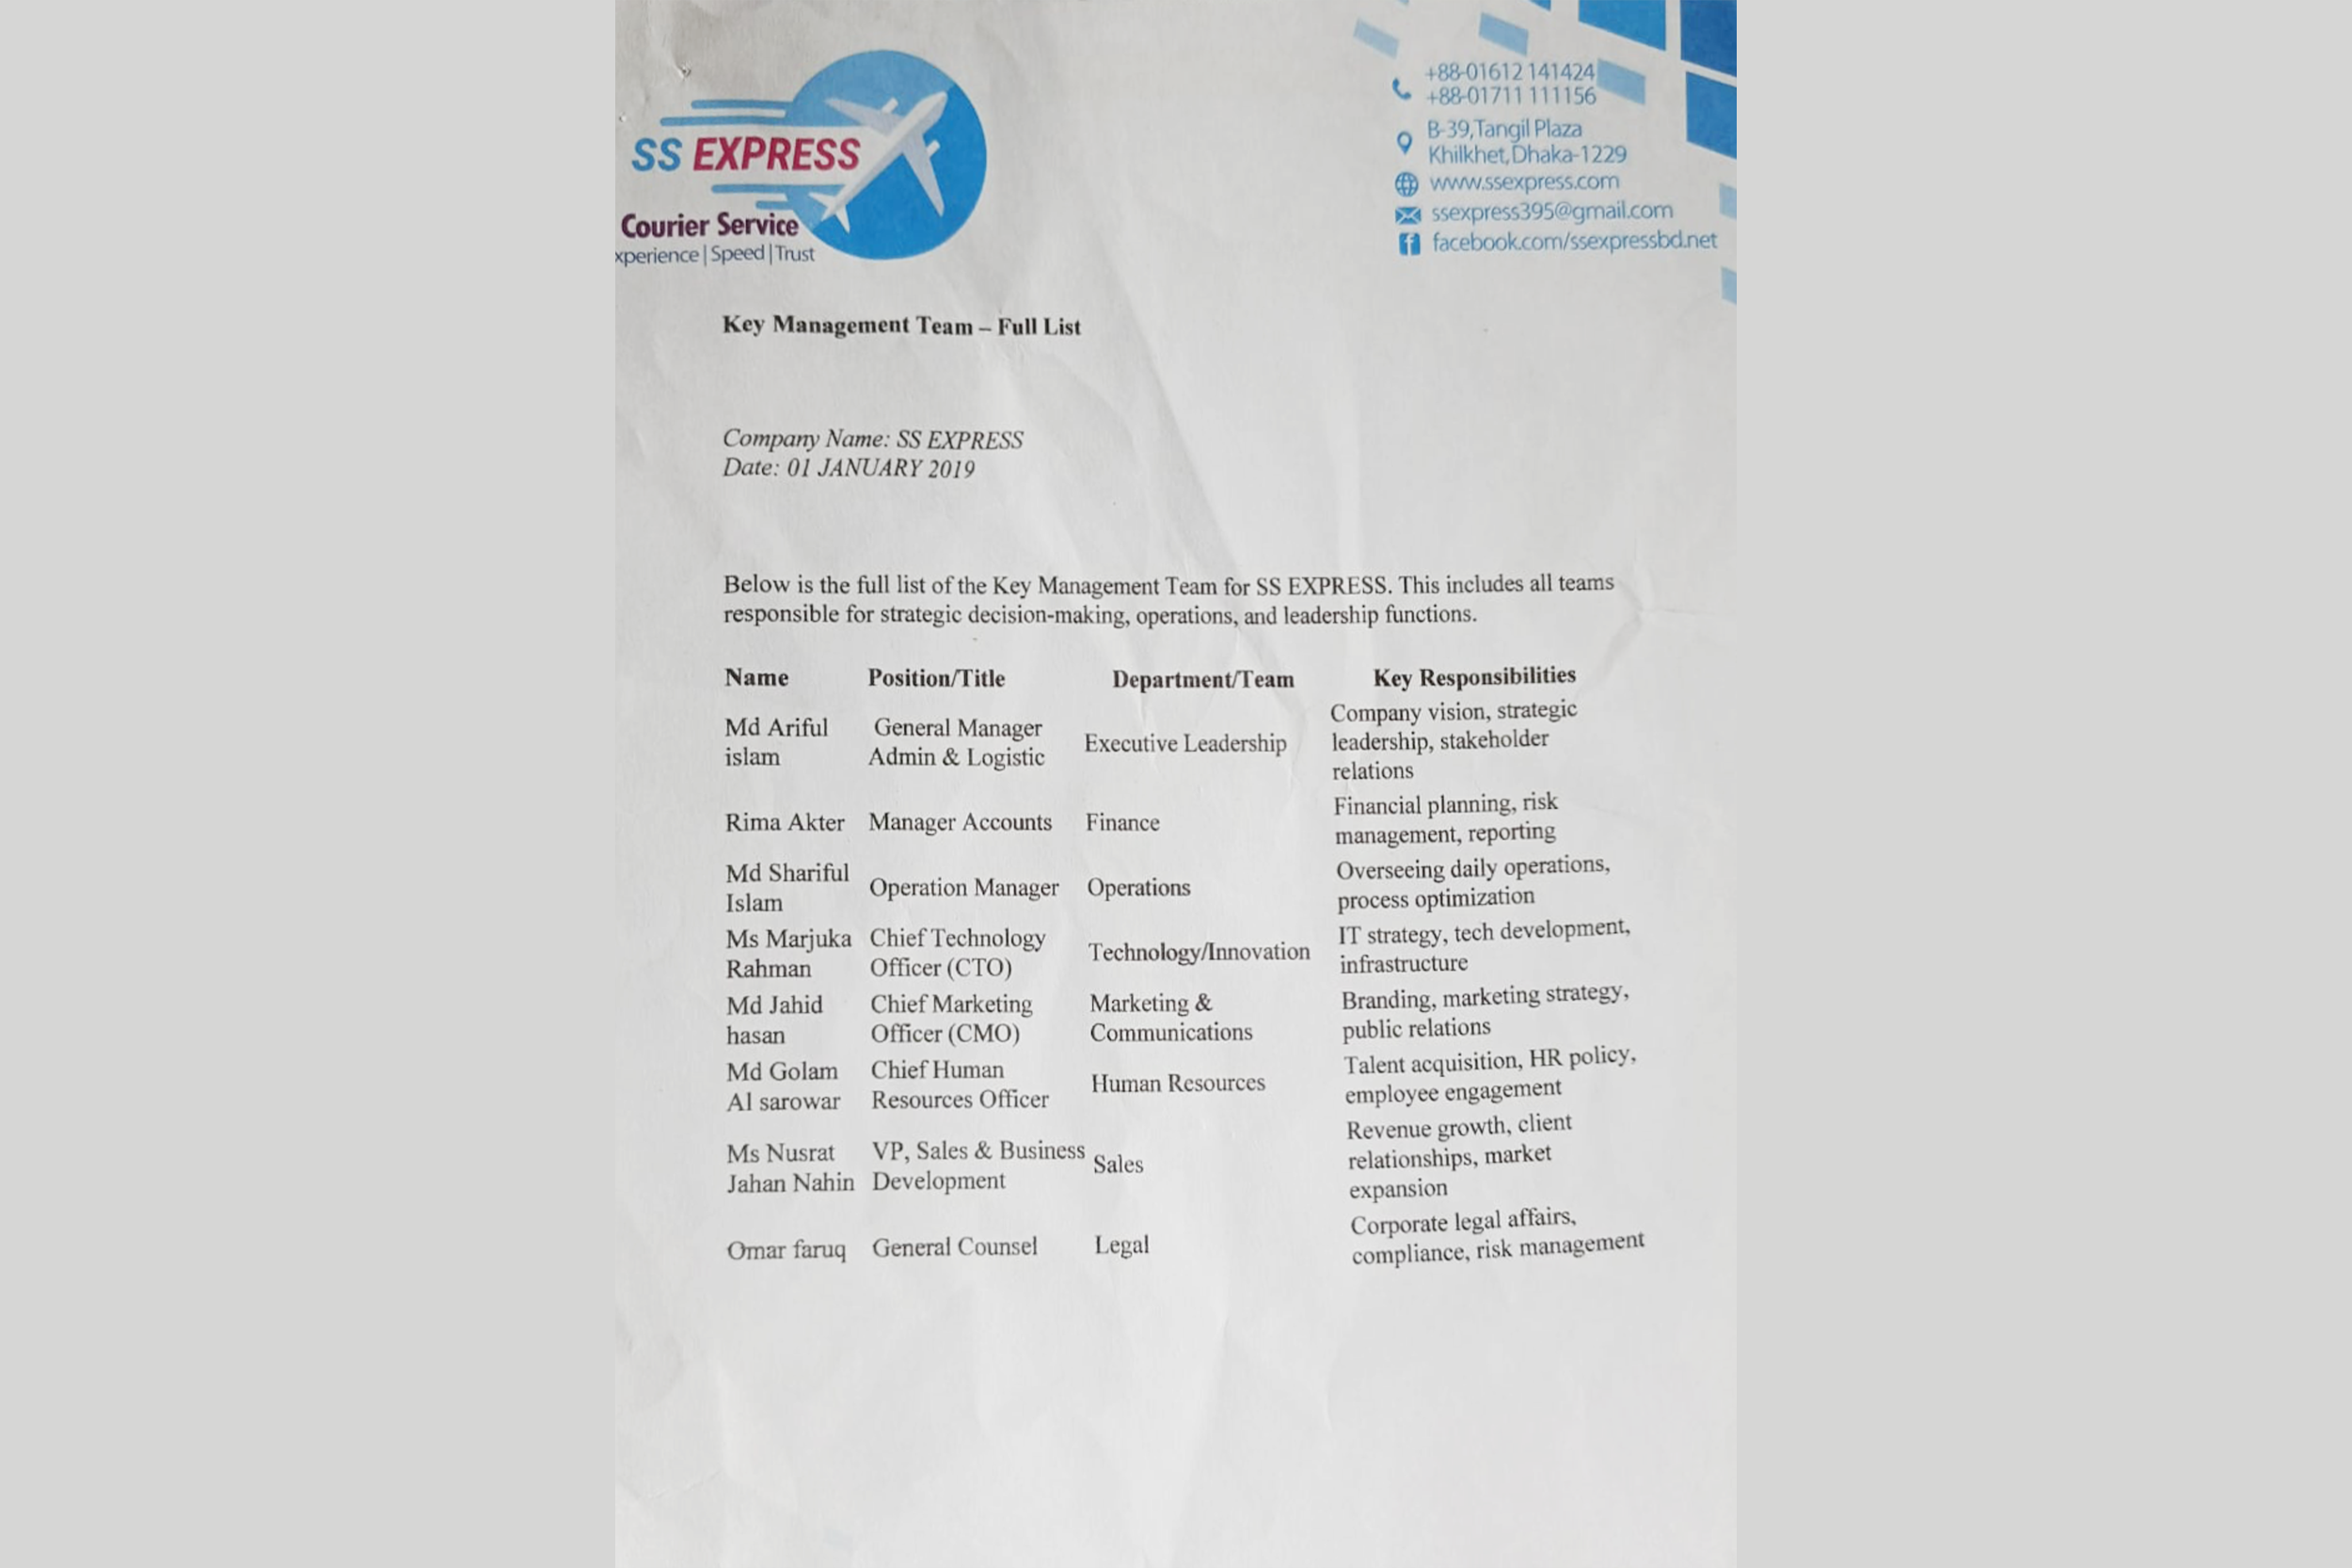 SS EXPRESS
Courier Service
xperience | Speed | Trust
+88-01612 141424
+88-01711 111156
B-39,Tangil Plaza
Khilkhet,Dhaka-1229
www.ssexpress.com
ssexpress395@gmail.com
facebook.com/ssexpressbd.net
Key Management Team – Full List
Company Name: SS EXPRESS
Date: 01 JANUARY 2019
Below is the full list of the Key Management Team for SS EXPRESS. This includes all teams
responsible for strategic decision-making, operations, and leadership functions.
Name Position/Title Department/Team Key Responsibilities
Md Ariful
islam
General Manager
Admin & Logistic
Executive Leadership
Company vision, strategic
leadership, stakeholder
relations
Rima Akter
Manager Accounts
Finance
Financial planning, risk
management, reporting
Md Shariful
Islam
Operation Manager
Operations
Overseeing daily operations,
process optimization
Ms Marjuka
Rahman
Chief Technology
Officer (CTO)
Technology/Innovation
IT strategy, tech development,
infrastructure
Md Jahid
hasan
Chief Marketing
Officer (CMO)
Marketing &
Communications
Branding, marketing strategy,
public relations
Md Golam
Al sarowar
Chief Human
Resources Officer
Human Resources
Talent acquisition, HR policy,
employee engagement
Ms Nusrat
Jahan Nahin
VP, Sales & Business
Development
Sales
Revenue growth, client
relationships, market
expansion
Omar faruq
General Counsel
Legal
Corporate legal affairs,
compliance, risk management